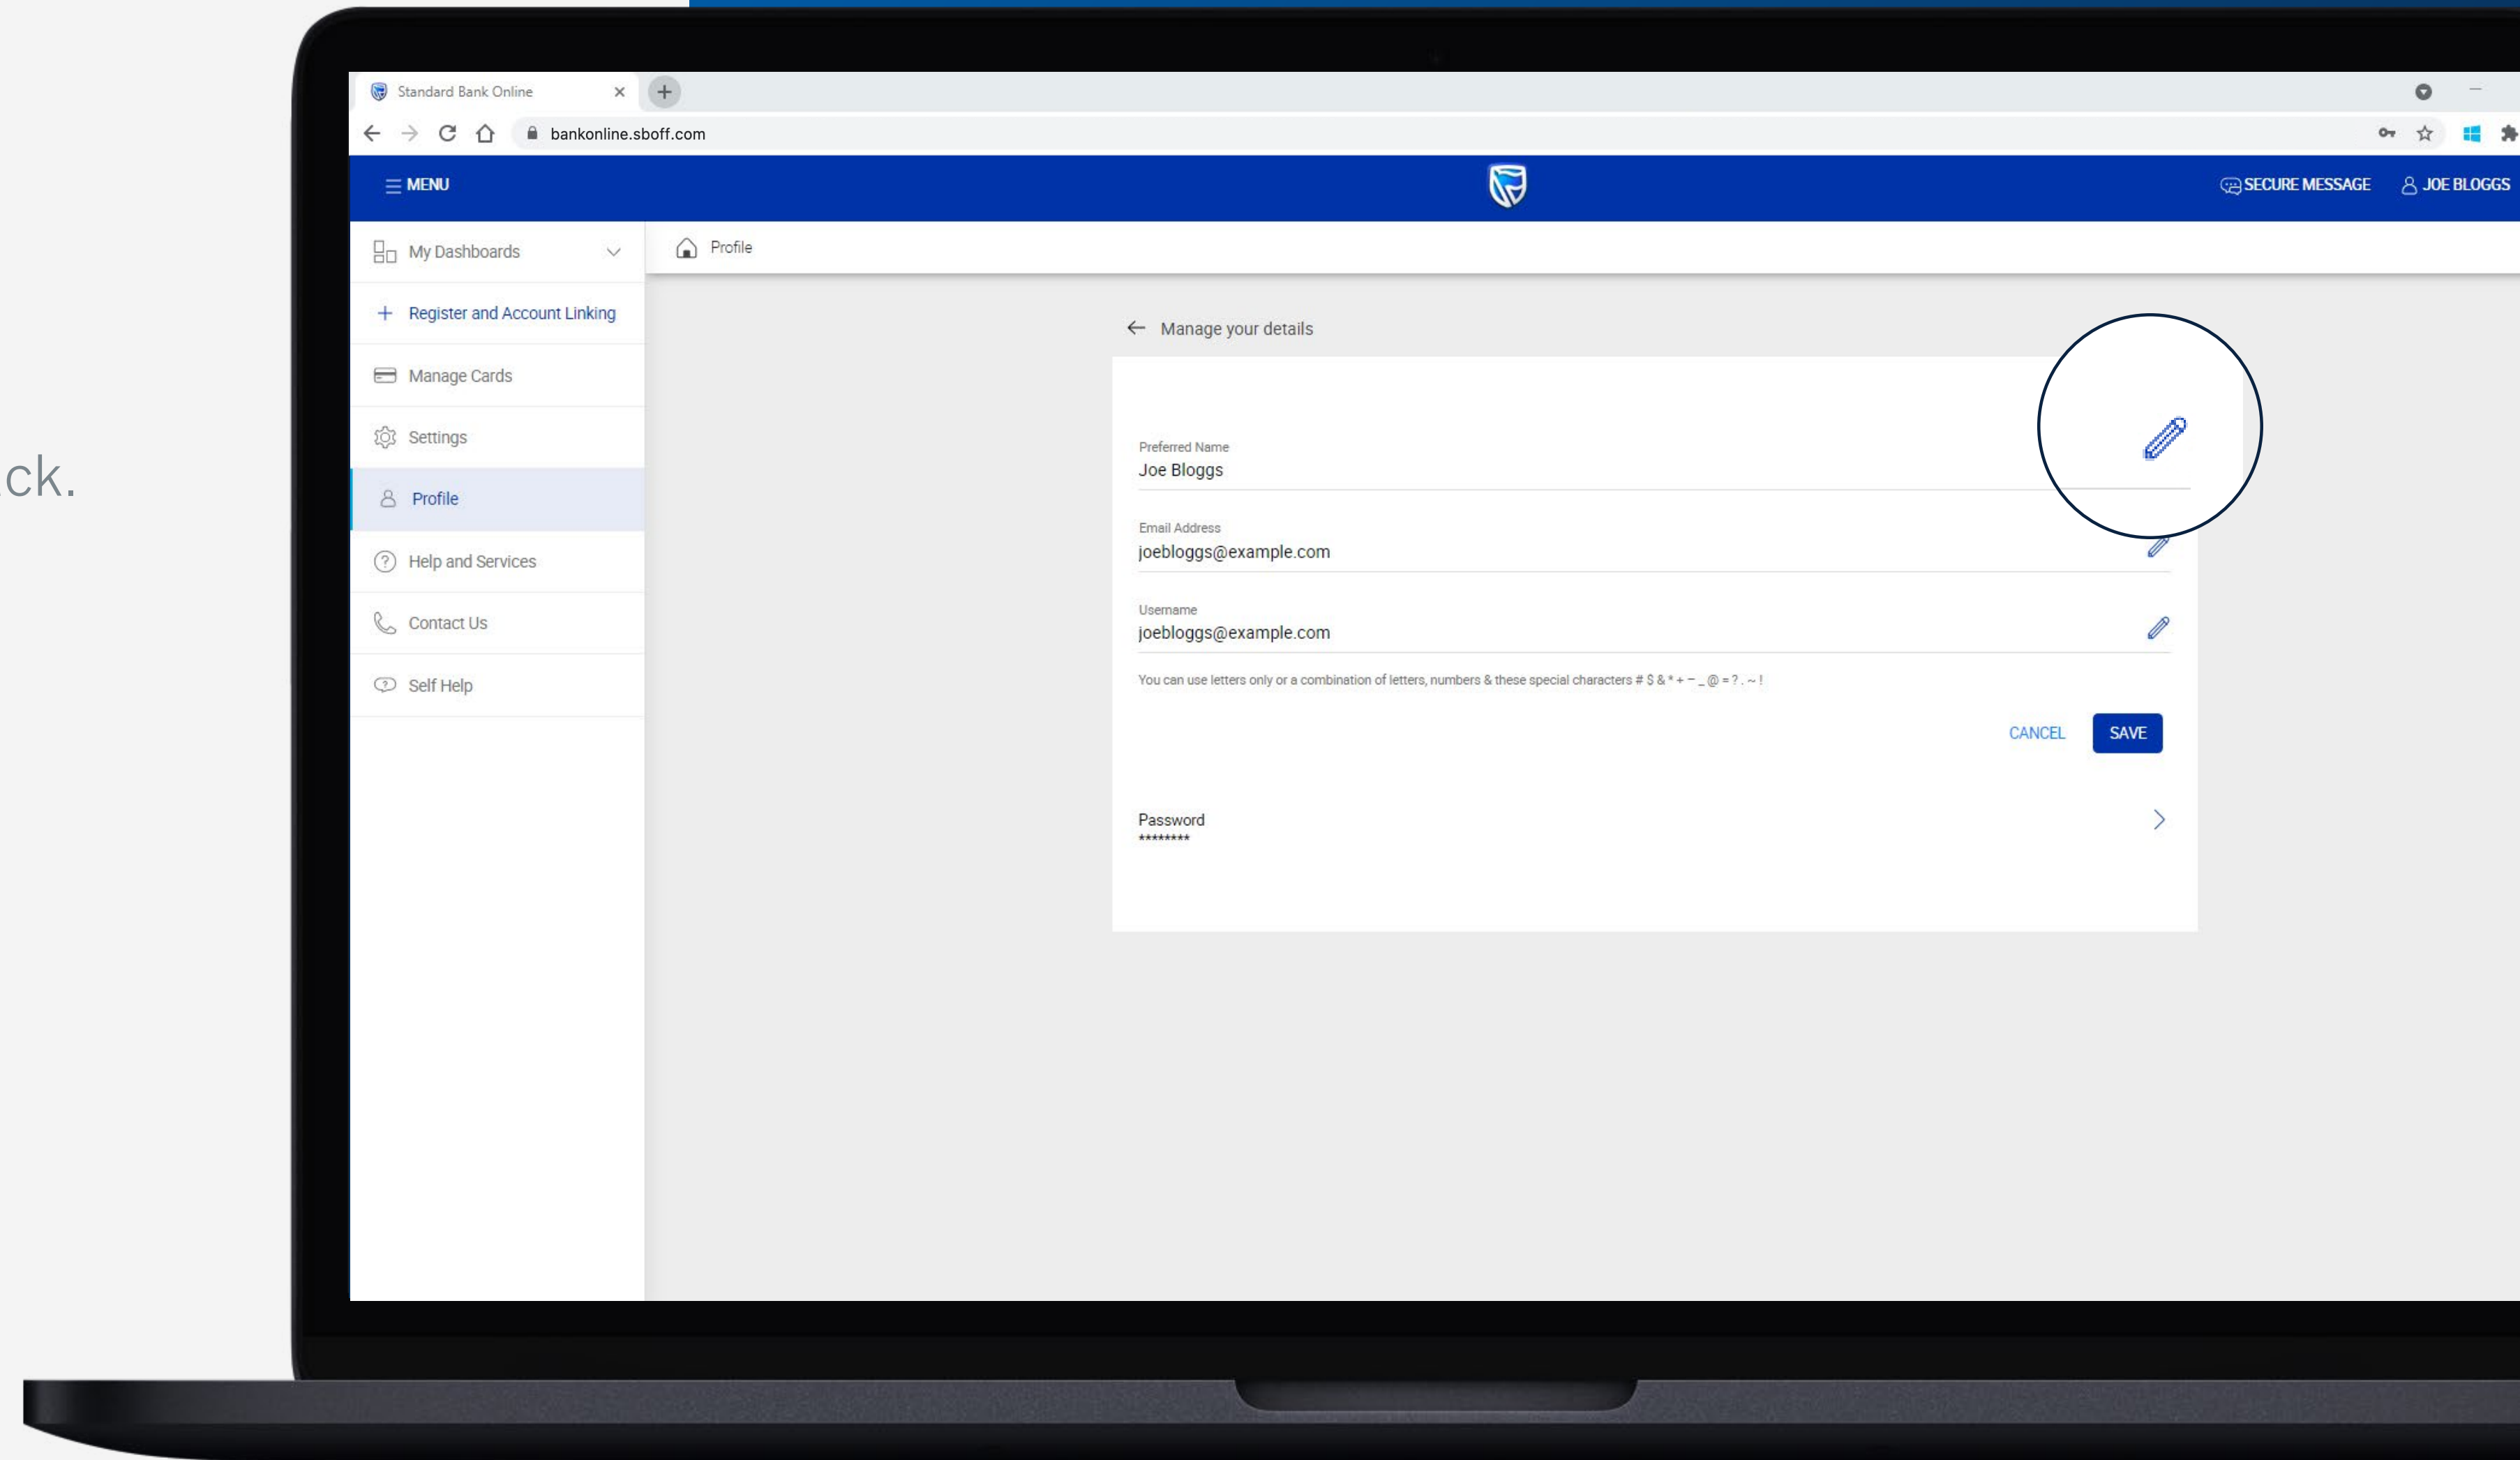 Standard Bank Online
bankonline.sboff.com
MENU
SECURE MESSAGE
JOE BLOGGS
My Dashboards
Profile
Register and Account Linking
Manage Cards
Settings
Profile
Help and Services
Contact Us
Self Help
Manage your details
Preferred Name
Joe Bloggs
Email Address
joebloggs@example.com
Username
joebloggs@example.com
You can use letters only or a combination of letters, numbers & these special characters # $ & * + – _ @ = ? . ~ !
CANCEL
SAVE
Password
********